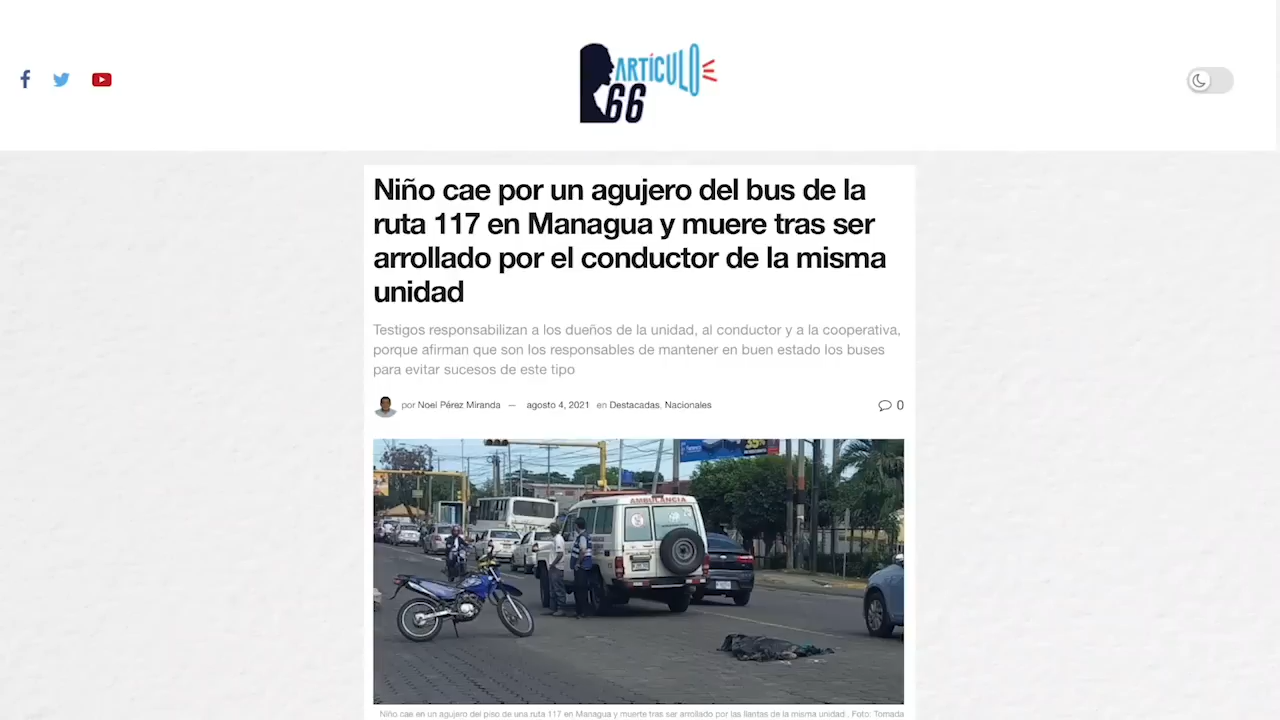 ARTÍCULO
66
Niño cae por un agujero del bus de la
ruta 117 en Managua y muere tras ser
arrollado por el conductor de la misma
unidad
Testigos responsabilizan a los dueños de la unidad, al conductor y a la cooperativa,
porque afirman que son los responsables de mantener en buen estado los buses
para evitar sucesos de este tipo
por Noel Pérez Miranda — agosto 4, 2021 en Destacadas, Nacionales 0
AMBULANCIA
Niño cae en un agujero del piso de una ruta 117 en Managua y muerte tras ser arrollado por las llantas de la misma unidad . Foto: Tomada